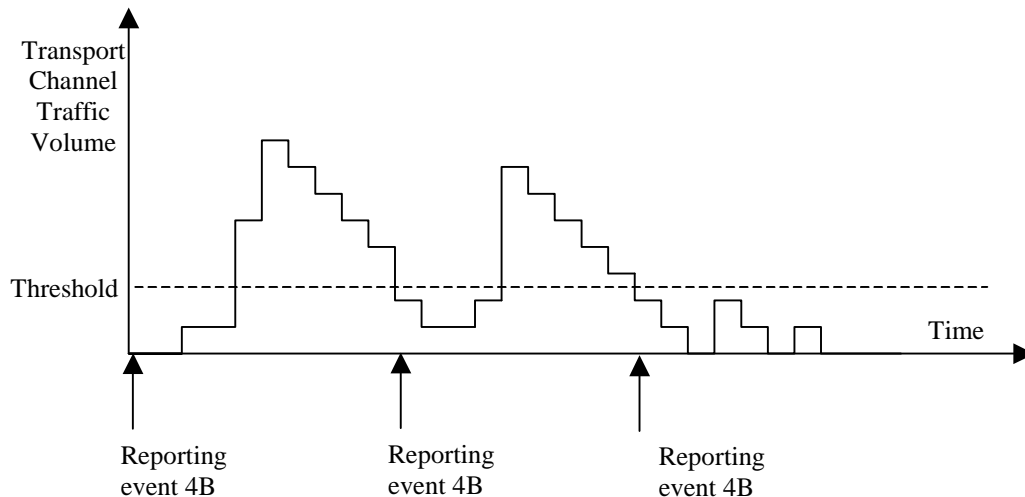 Transport
Channel
Traffic
Volume
Threshold
Time
Reporting
event 4B
Reporting
event 4B
Reporting
event 4B